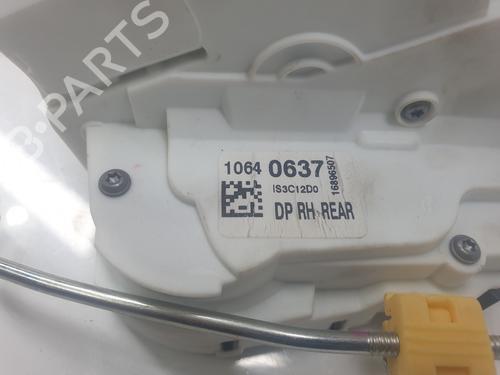 B-PARTS
1064 0637
IS3C12D0
16896507
DP RH REAR